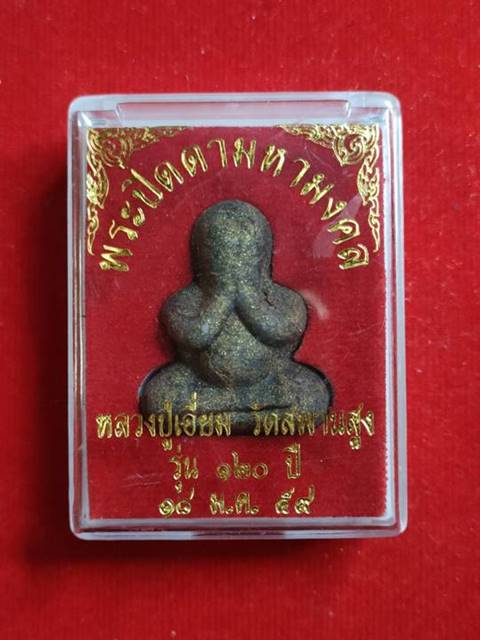 พระปิดตามหามงคล
หลวงปู่เอี่ยม วัดสะพานสูง
รุ่น ๑๒๐ ปี
๑๘ ม.ค. ๕๙